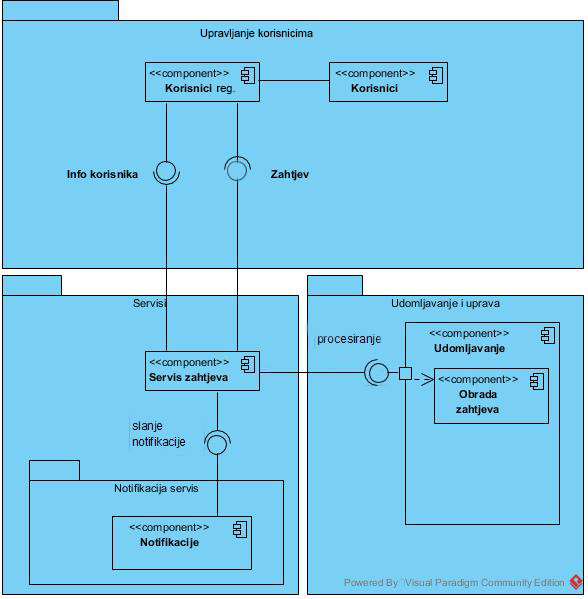 Upravljanje korisnicima
<<component>>
Korisnici reg.
<<component>>
Korisnici
Info korisnika
Zahtjev
Servisi
<<component>>
Servis zahtjeva
slanje
notifikacije
Notifikacija servis
<<component>>
Notifikacije
Udomljavanje i uprava
procesiranje
<<component>>
Udomljavanje
<<component>>
Obrada
zahtjeva
Powered By Visual Paradigm Community Edition